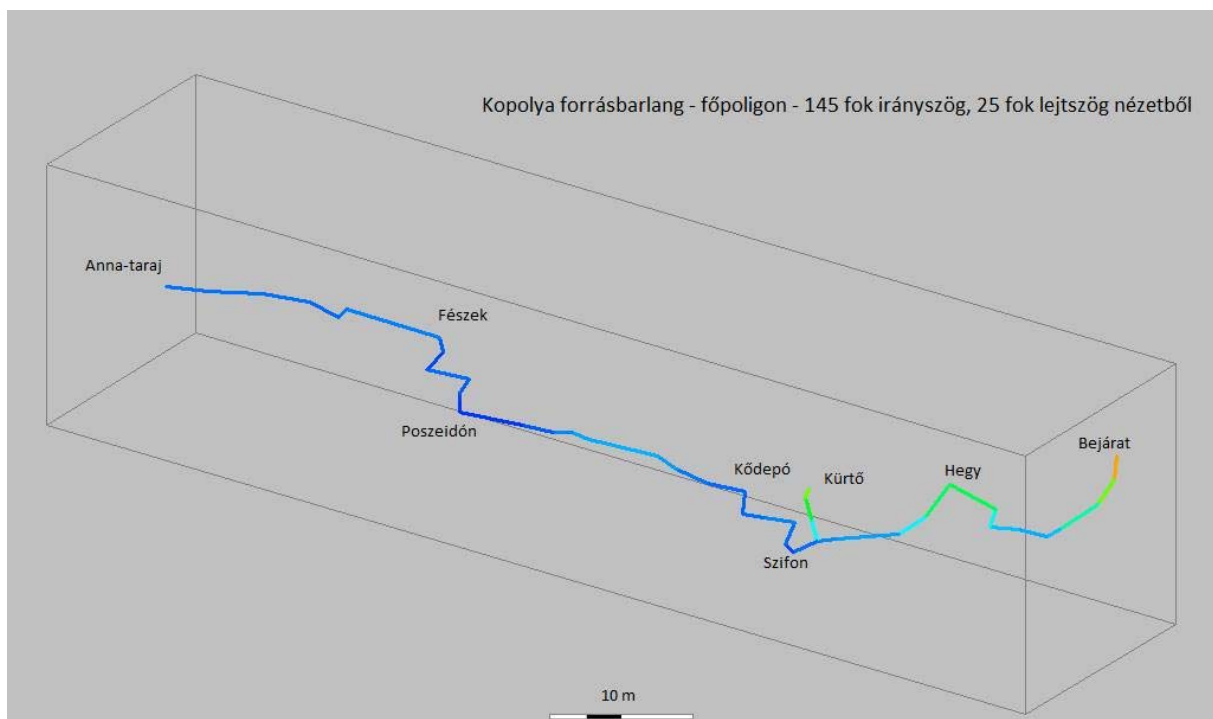 Kopolya forrásbarlang - főpoligon - 145 fok irányszög, 25 fok lejtszög nézetből
Anna-taraj
Fészek
Poszeidón
Kődepó
Kürtő
Szifon
Hegy
Bejárat
10 m